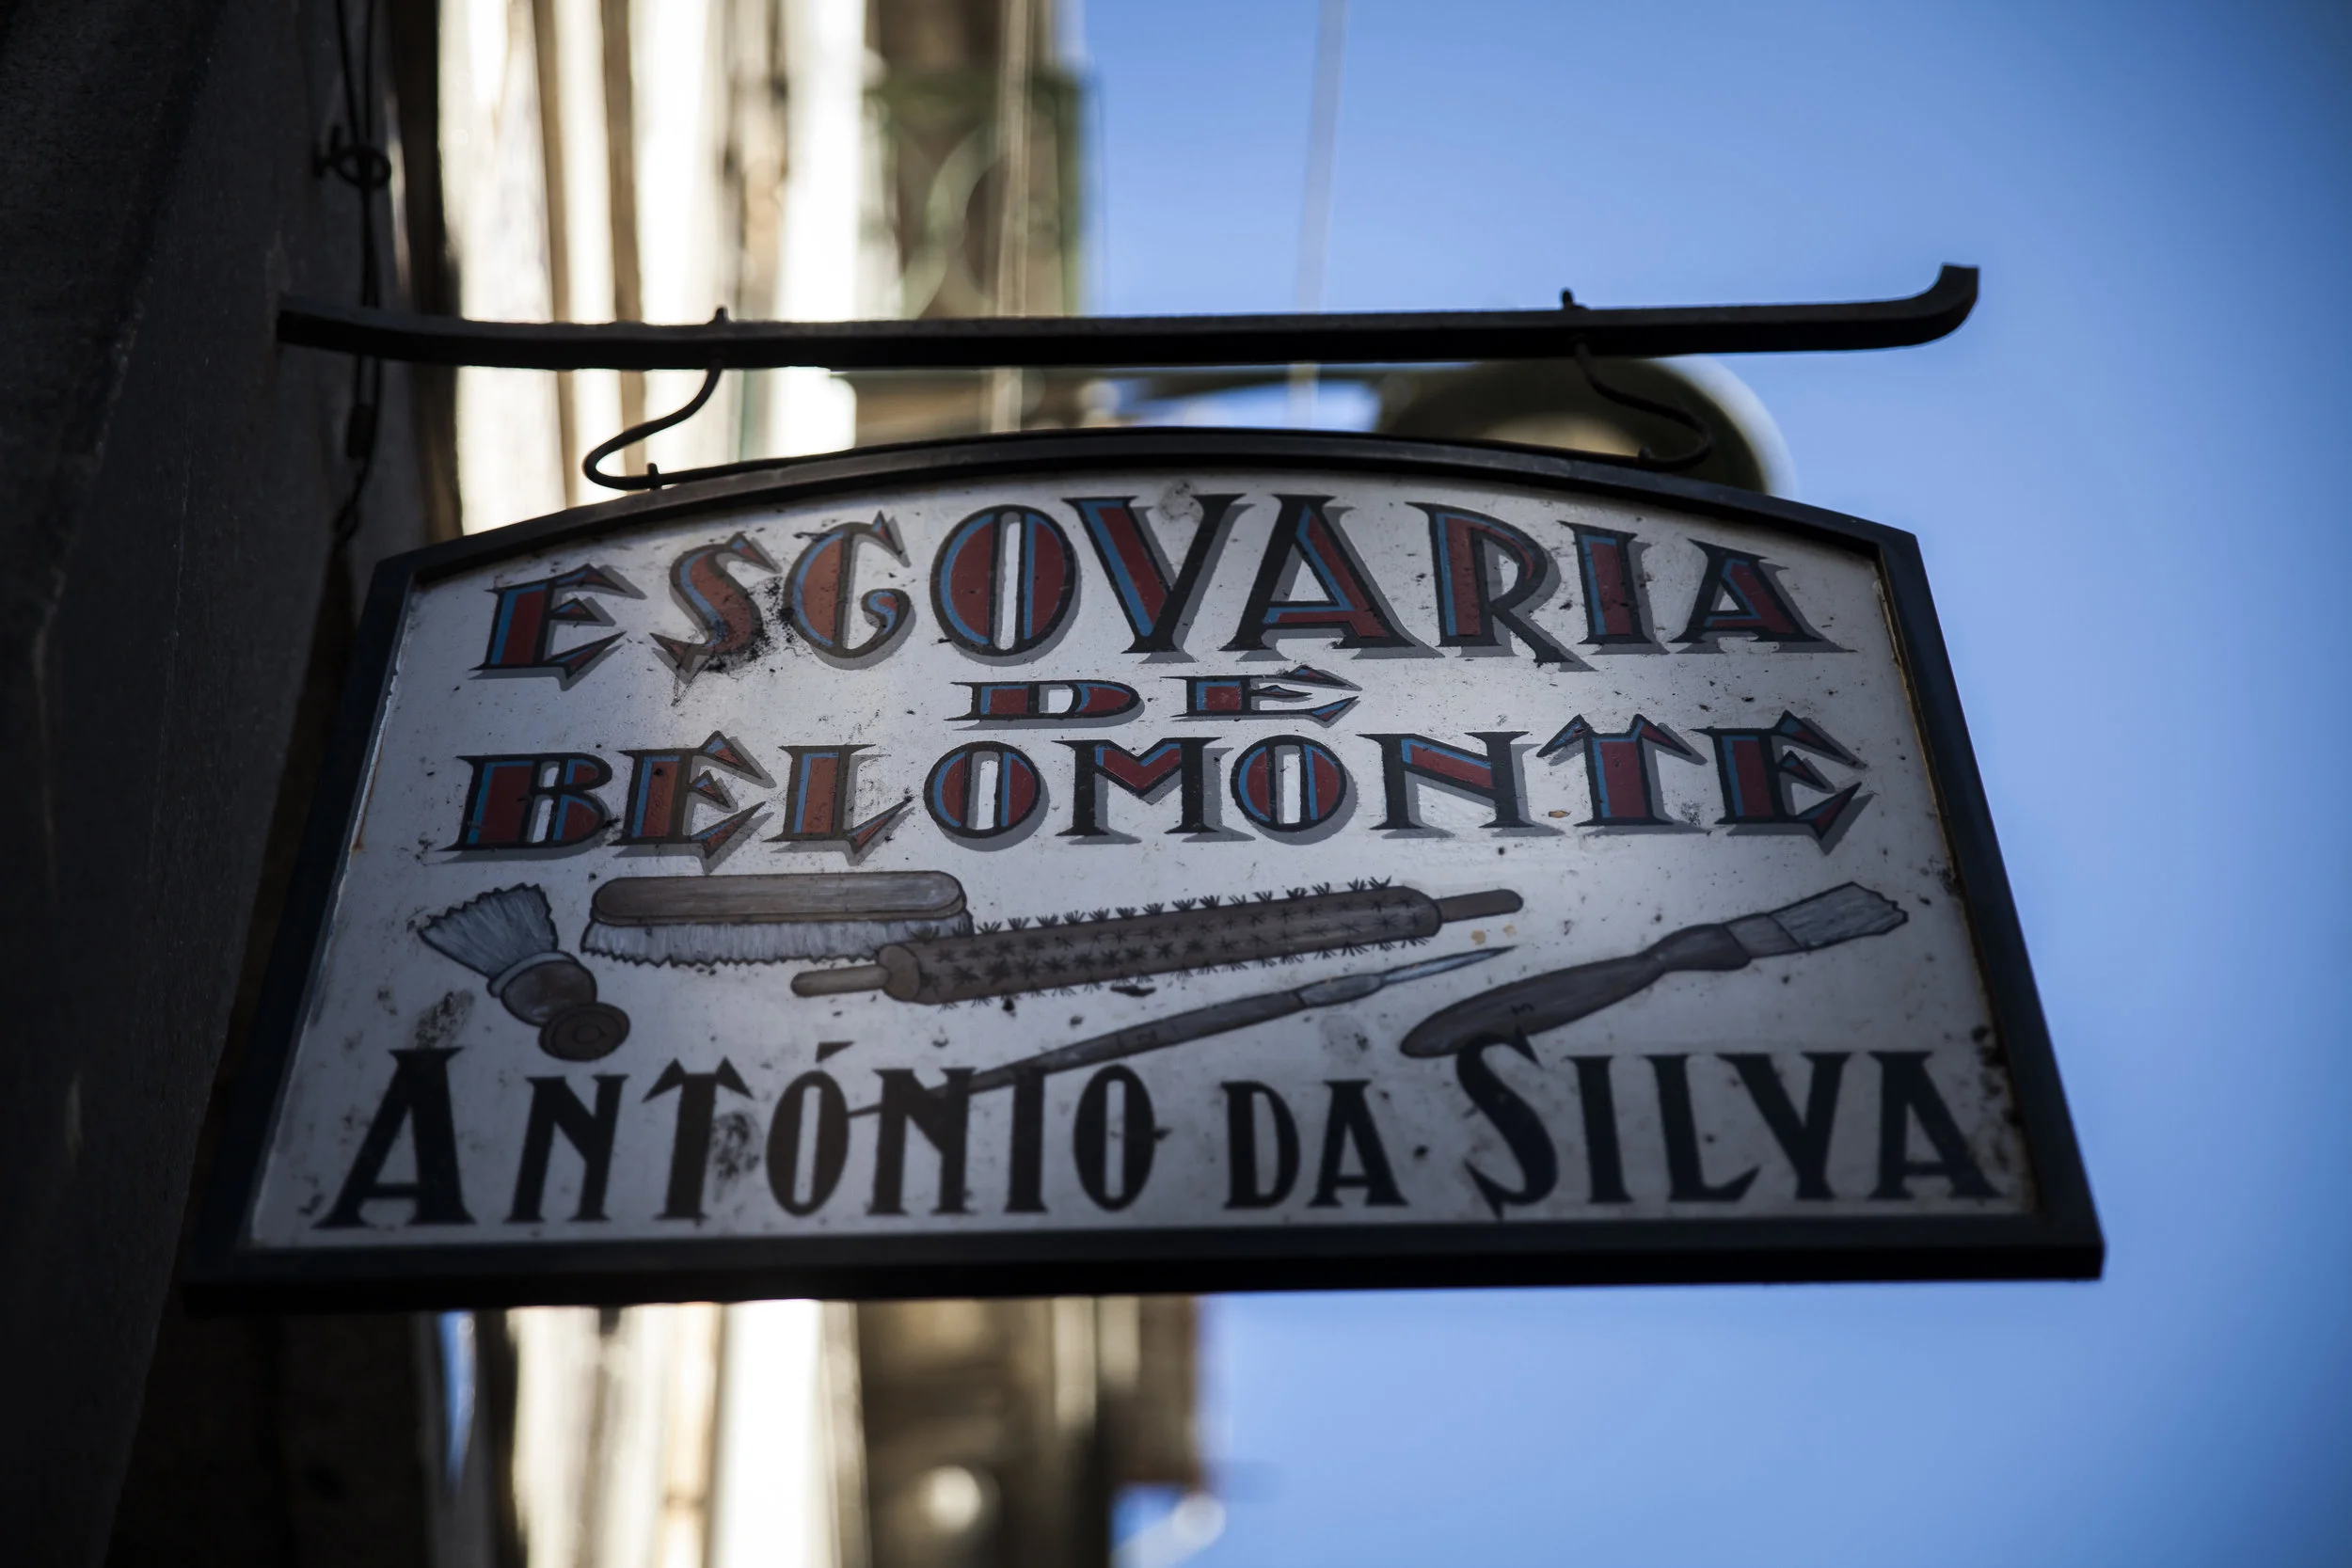 ESCOVARIA
DE
BELOMONTE
ANTÓNIO DA SILVA